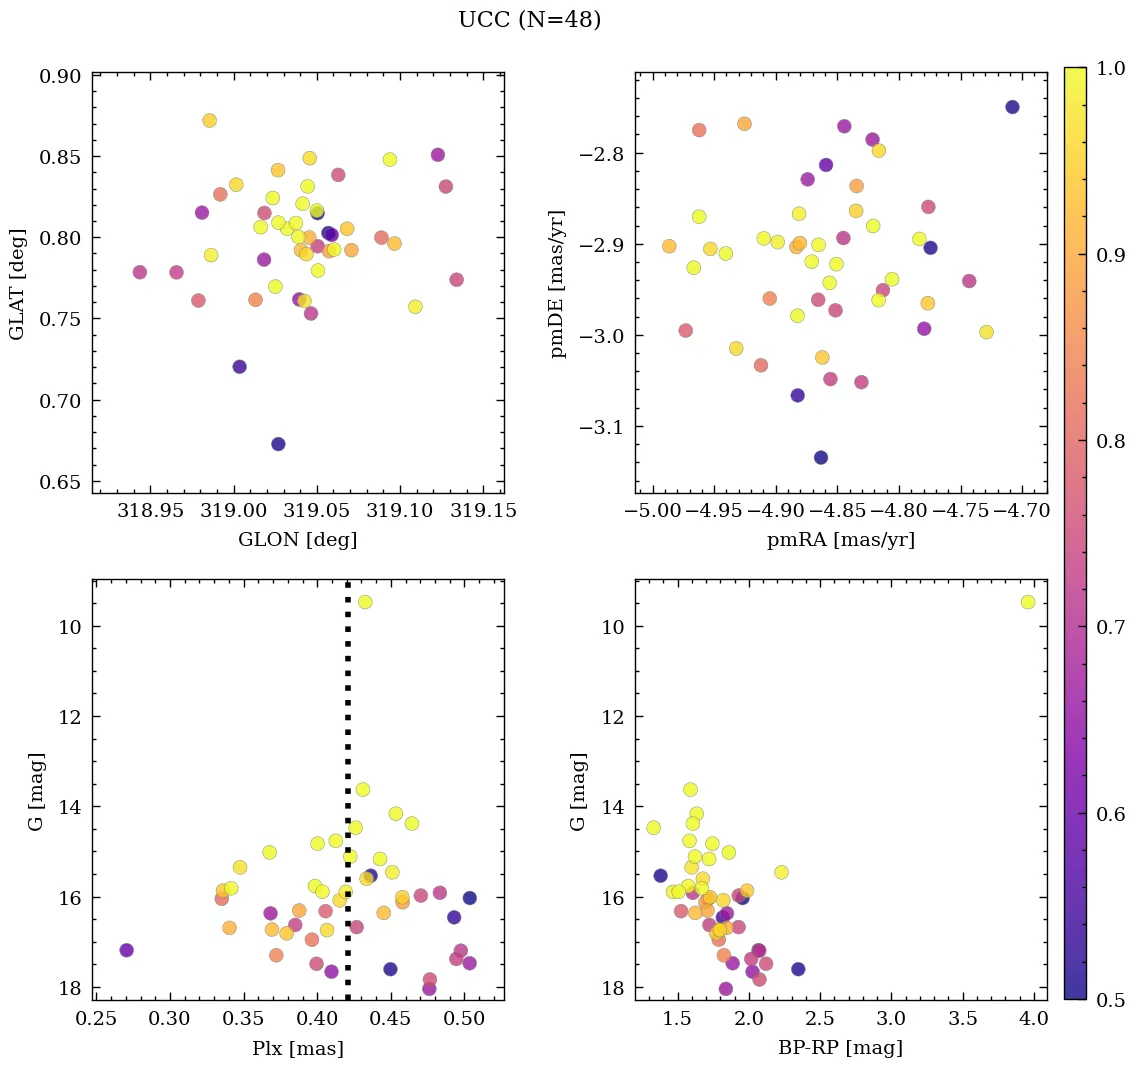 UCC (N=48)
0.90
0.85
0.80
0.75
0.70
0.65
GLAT [deg]
318.95 319.00 319.05 319.10 319.15
GLON [deg]
−2.8
−2.9
−3.0
−3.1
pmDE [mas/yr]
−5.00 −4.95 −4.90 −4.85 −4.80 −4.75 −4.70
pmRA [mas/yr]
1.0
0.9
0.8
0.7
0.6
0.5
10
12
14
16
18
G [mag]
0.25 0.30 0.35 0.40 0.45 0.50
Plx [mas]
10
12
14
16
18
G [mag]
1.5 2.0 2.5 3.0 3.5 4.0
BP-RP [mag]